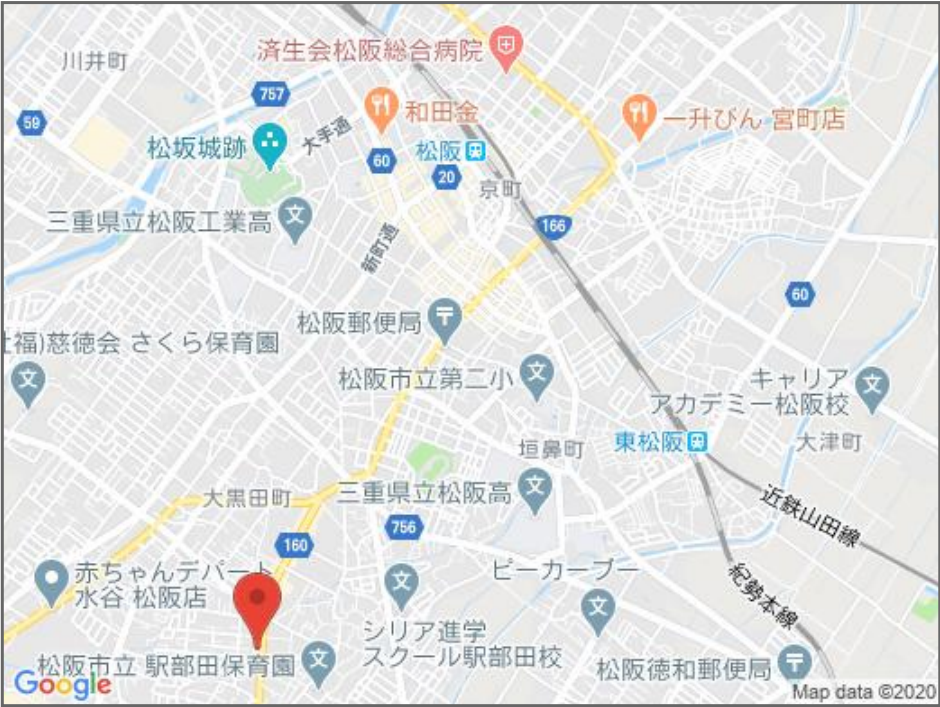 川井町
済生会松阪総合病院
757
59
和田金
一升びん 宮町店
松坂城跡
大手通
60
松阪
20
京町
三重県立松阪工業高
166
新町通
60
松阪郵便局
社福)慈徳会 さくら保育園
松阪市立第二小
キャリア
アカデミー松阪校
東松阪
大津町
垣鼻町
大黒田町
三重県立松阪高
756
近鉄山田線
160
赤ちゃんデパート
水谷 松阪店
ピーカーブー
紀勢本線
シリア進学
スクール駅部田校
松阪市立 駅部田保育園
松阪徳和郵便局
Google
Map data ©2020